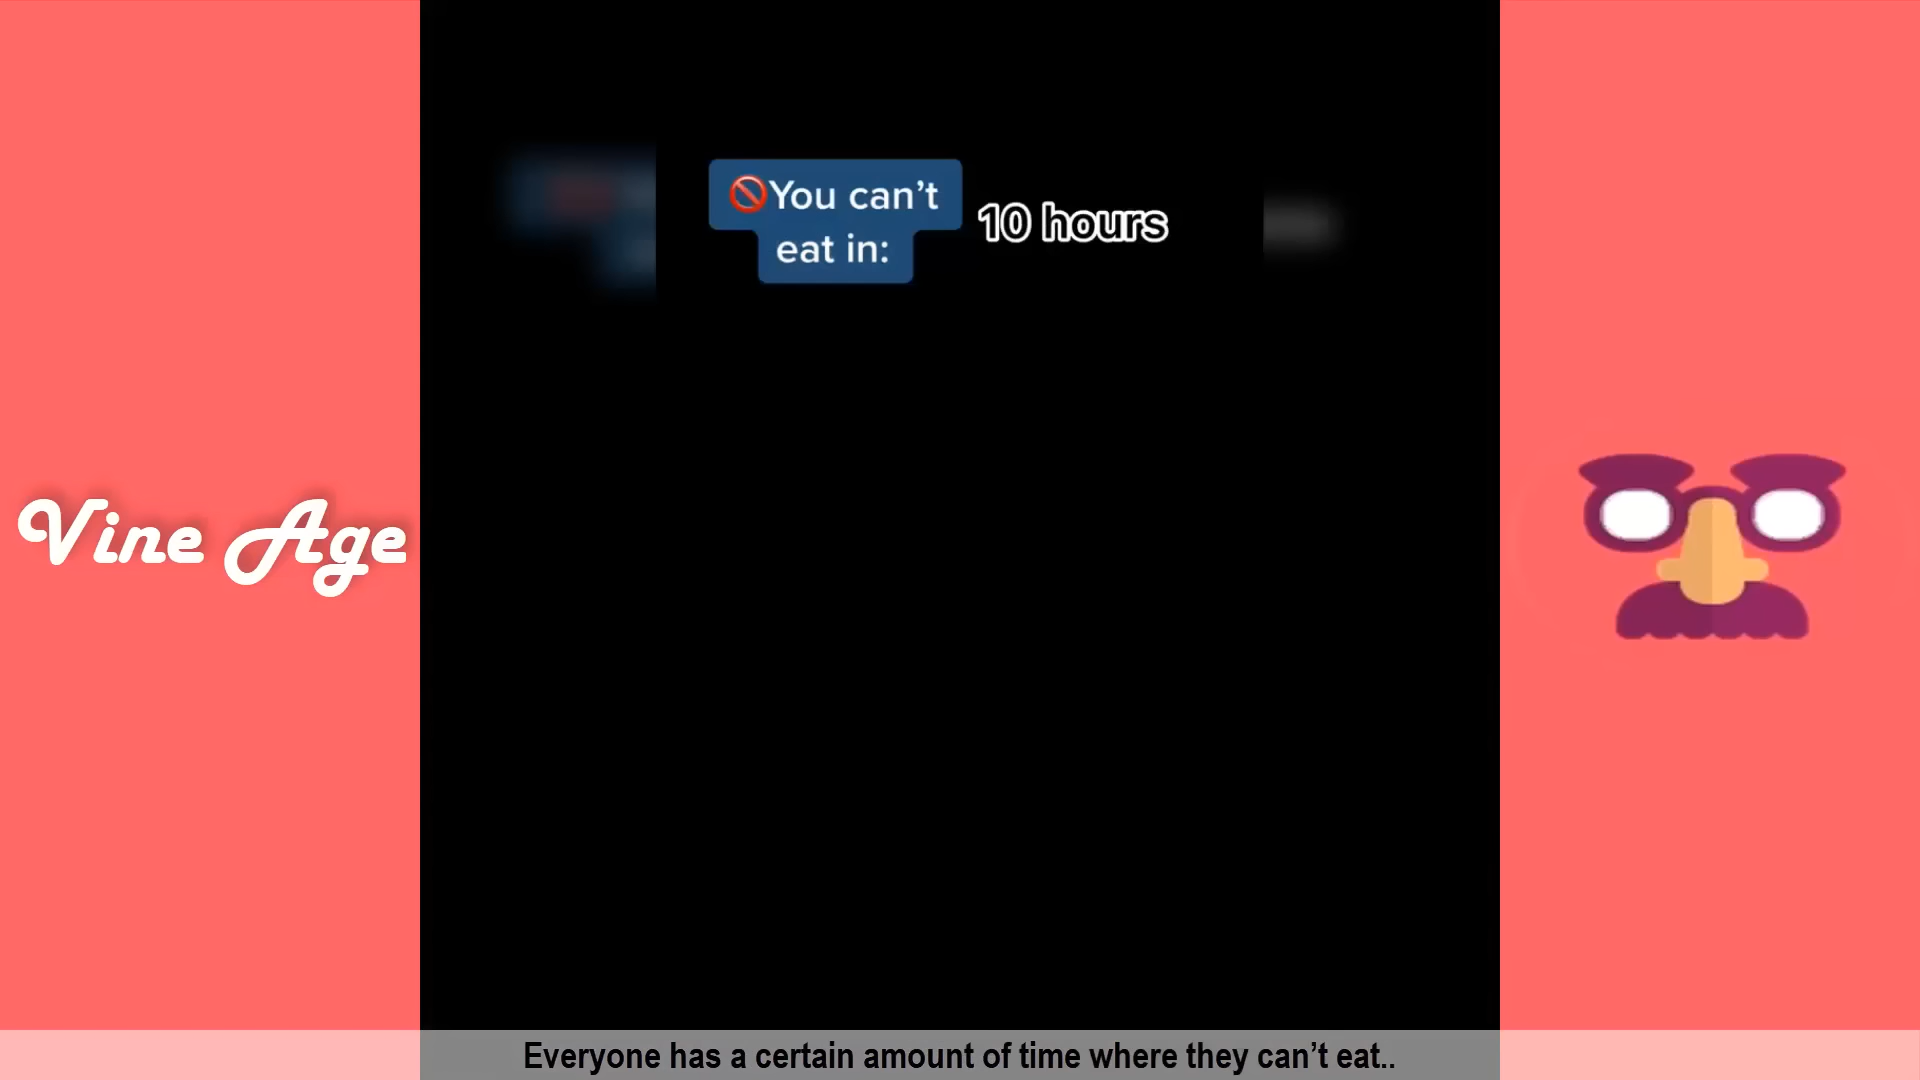 🚫You can’t
eat in:
10 hours
Vine Age
Everyone has a certain amount of time where they can’t eat..